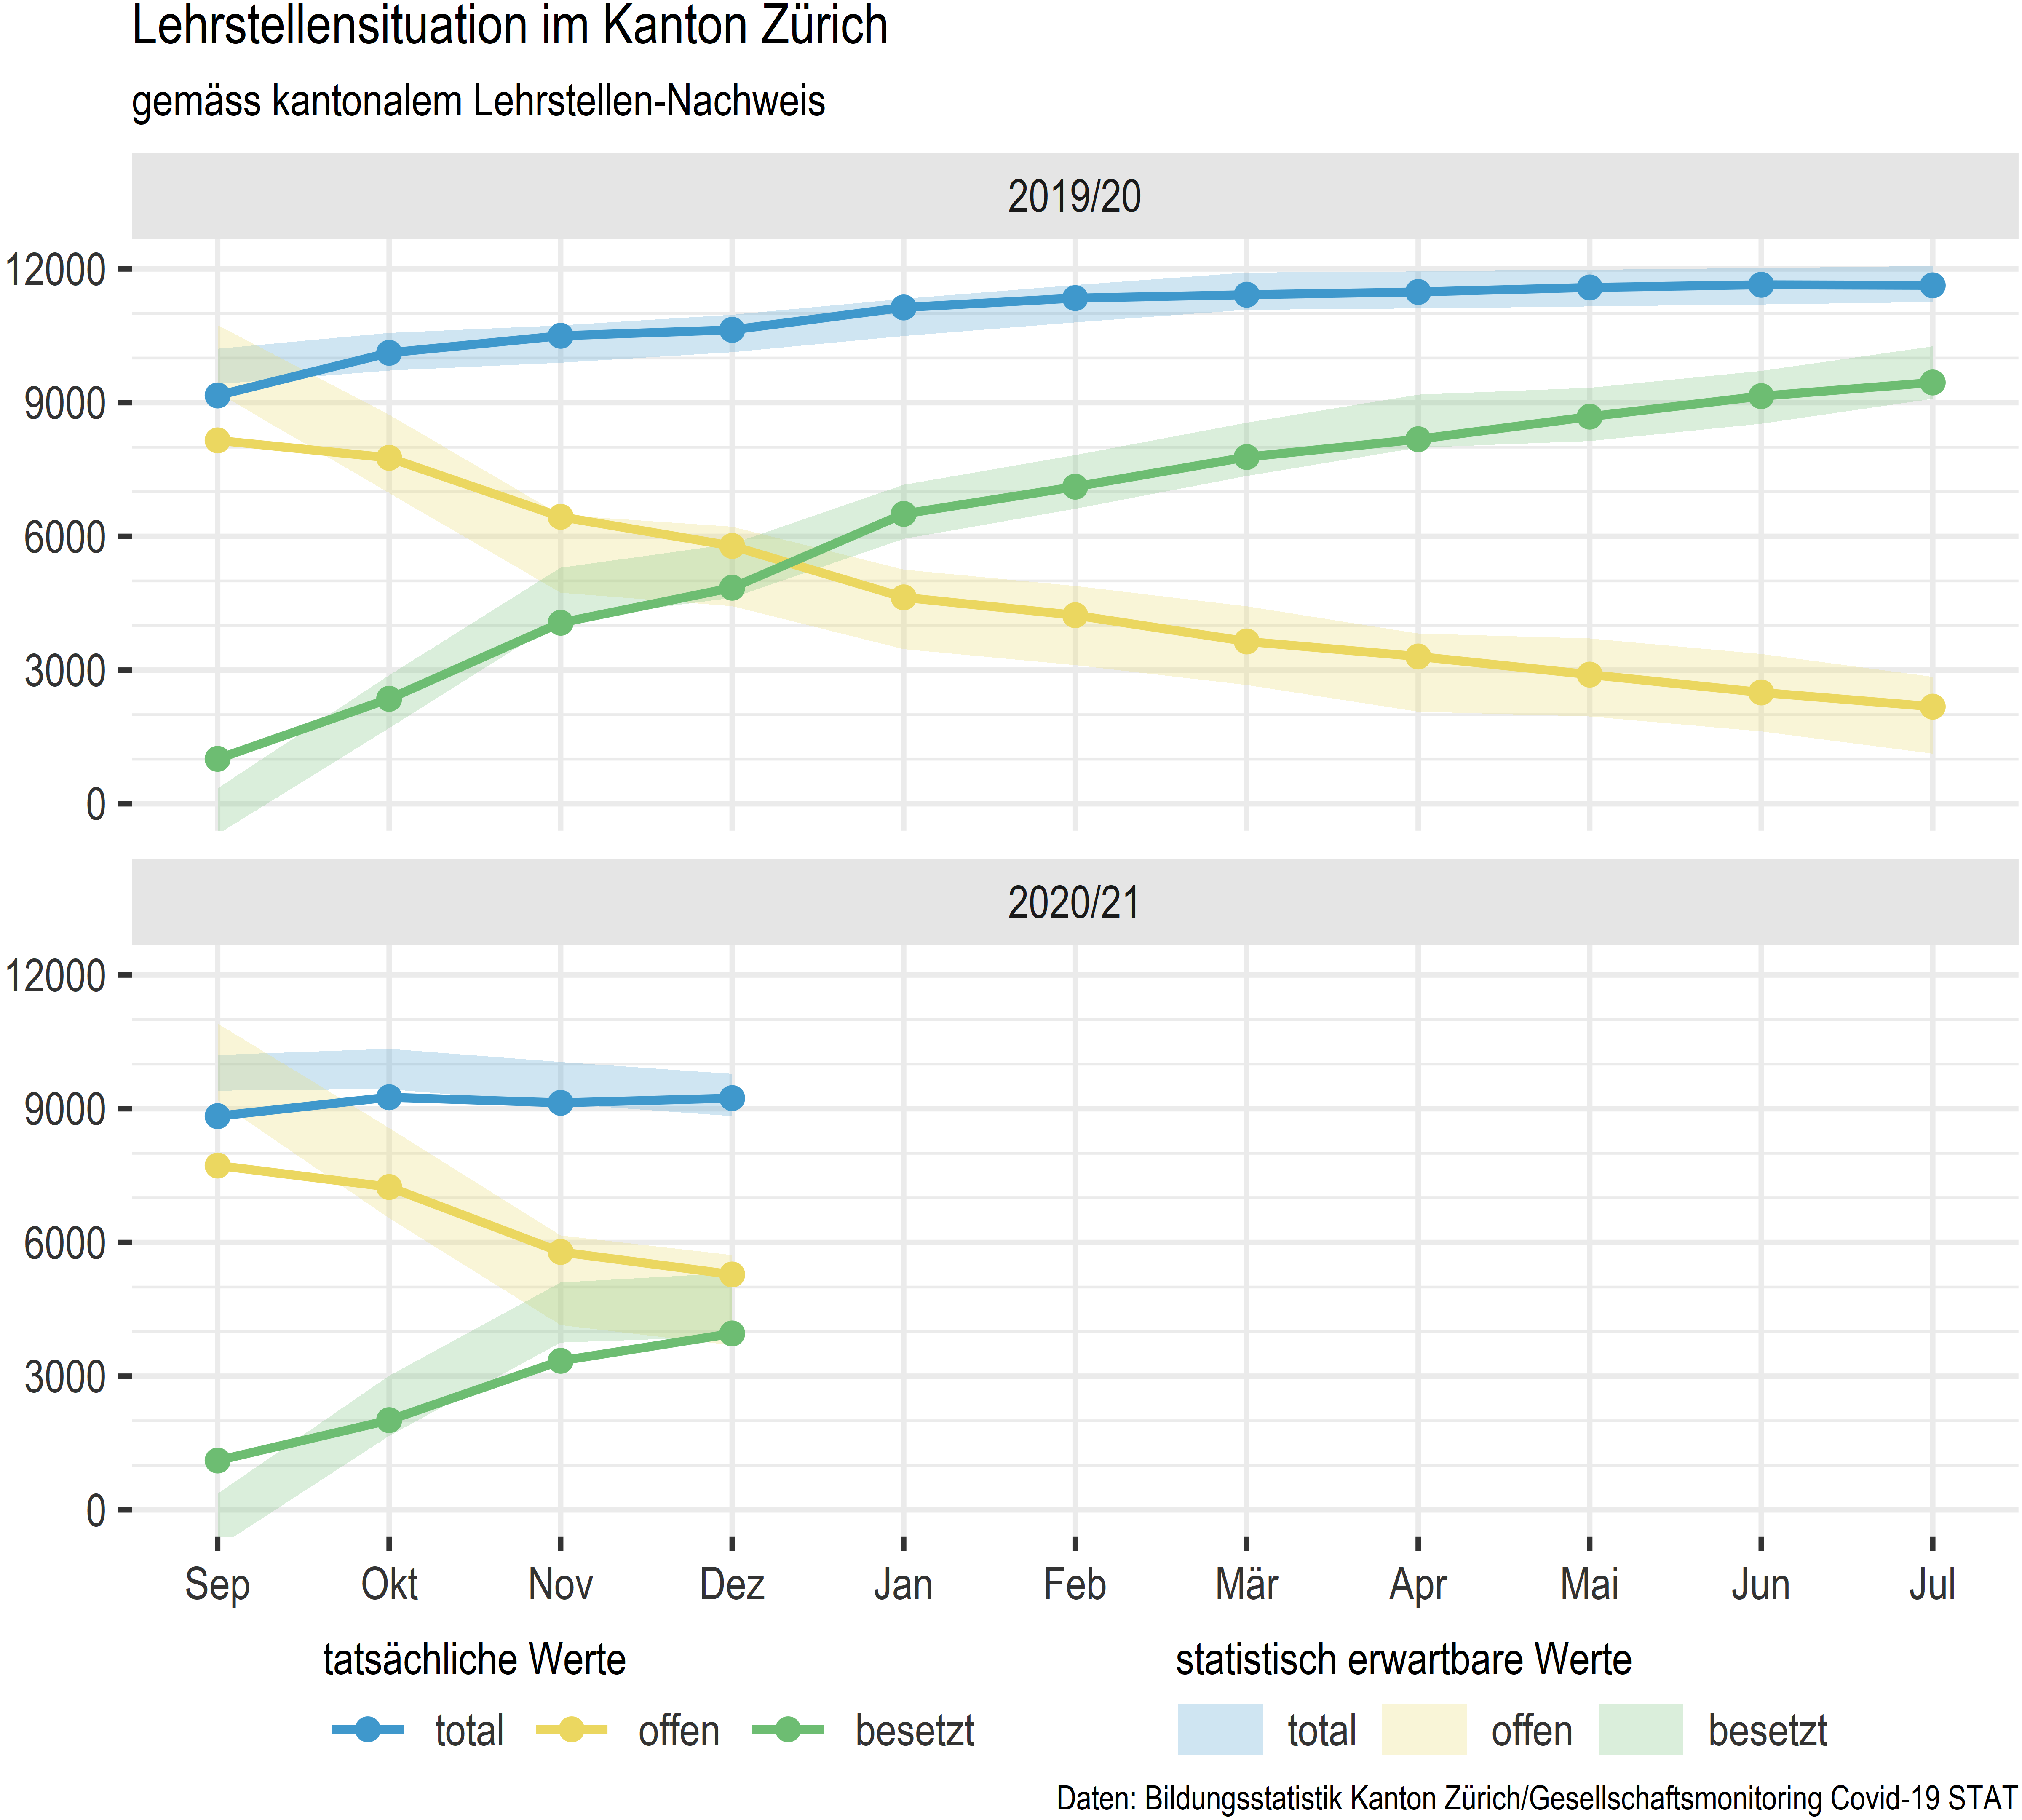 Lehrstellensituation im Kanton Zürich
gemäss kantonalem Lehrstellen-Nachweis
2019/20
12000
9000
6000
3000
0
2020/21
12000
9000
6000
3000
0
Sep Okt Nov Dez Jan Feb Mär Apr Mai Jun Jul
tatsächliche Werte statistisch erwartbare Werte
total offen besetzt total offen besetzt
Daten: Bildungsstatistik Kanton Zürich/Gesellschaftsmonitoring Covid-19 STAT